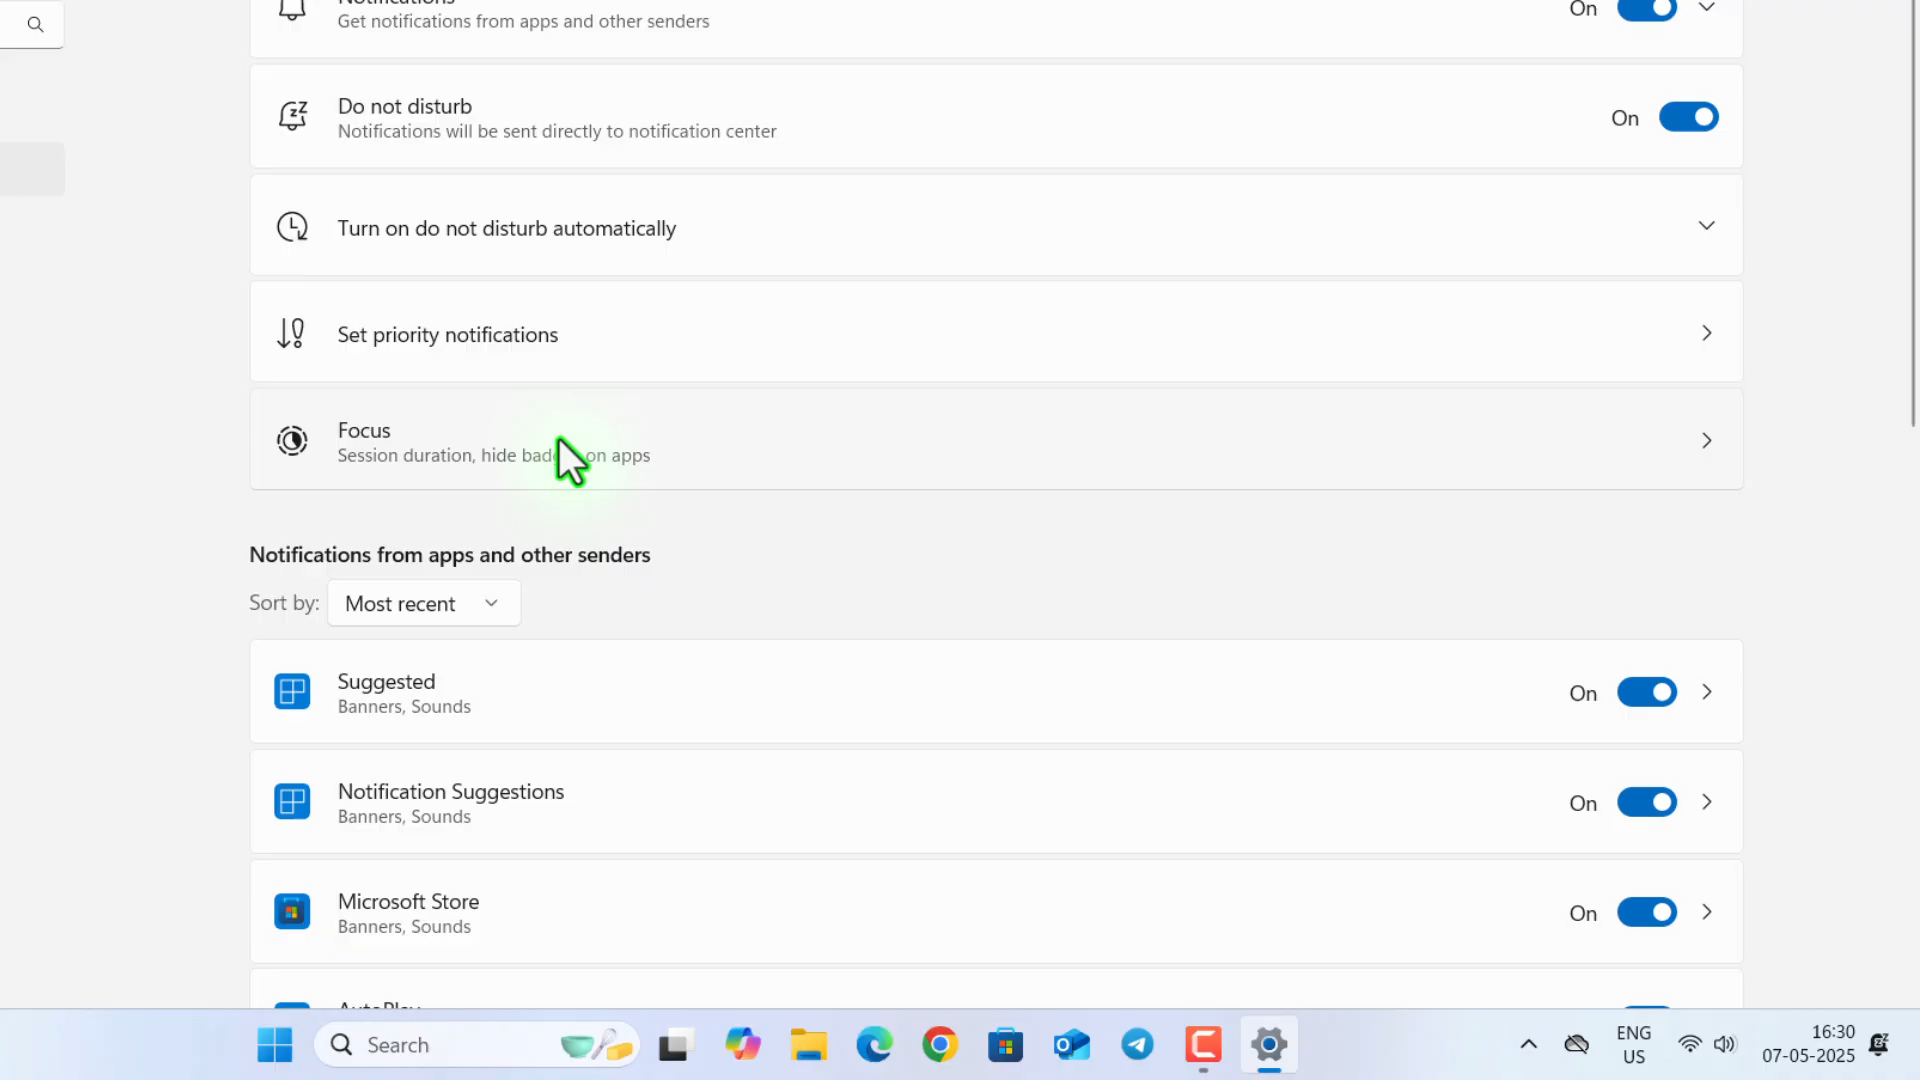 Notifications
Get notifications from apps and other senders
On
Do not disturb
Notifications will be sent directly to notification center
On
Turn on do not disturb automatically
Set priority notifications
Focus
Session duration, hide on apps
Notifications from apps and other senders
Sort by: Most recent
Suggested
Banners, Sounds
On
Notification Suggestions
Banners, Sounds
On
Microsoft Store
Banners, Sounds
On
AutoPlay
Search
ENG
US
16:30
07-05-2025